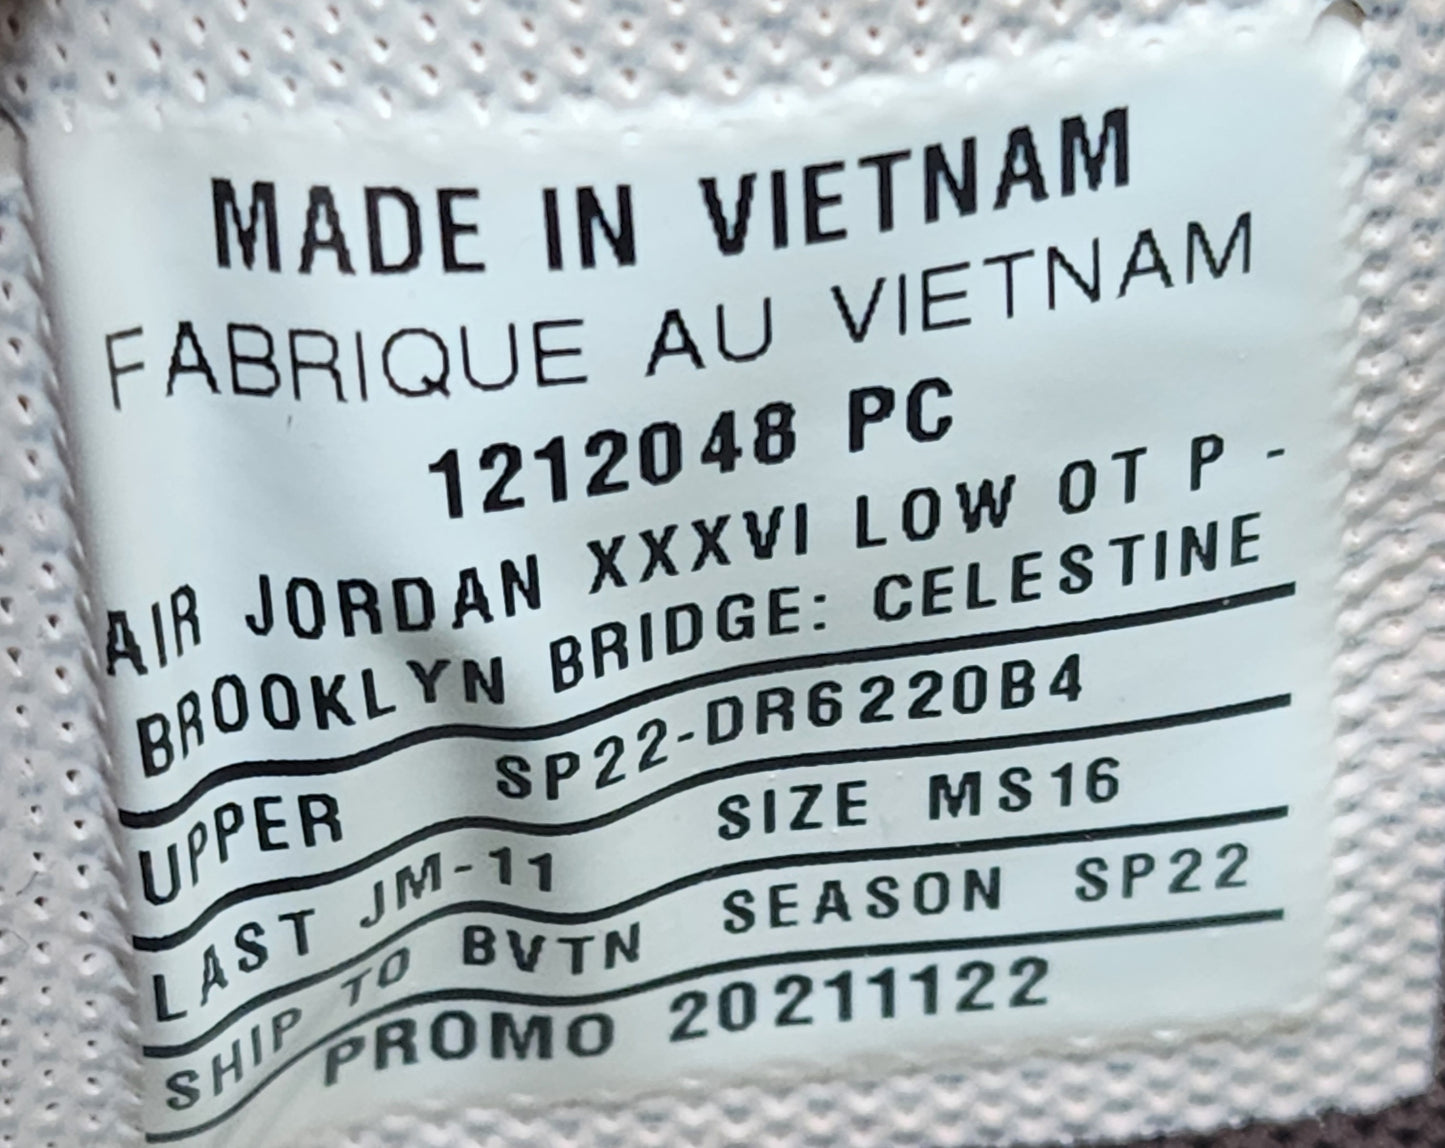 MADE IN VIETNAM
FABRIQUE AU VIETNAM
1212048 PC
AIR JORDAN XXXVI LOW OT P -
BROOKLYN BRIDGE: CELESTINE
UPPER SP22-DR6220B4
LAST JM-11 SIZE MS16
SHIP TO BVTN SEASON SP22
PROMO 20211122